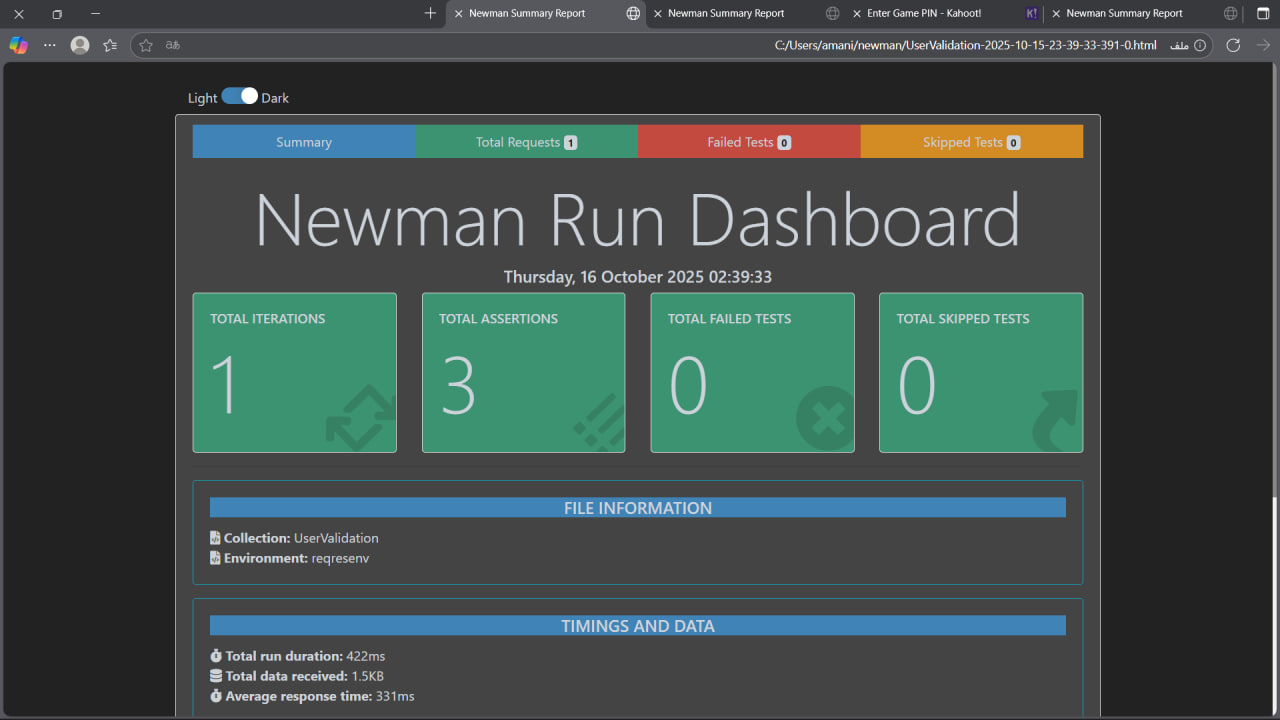 Newman Summary Report
Newman Summary Report
Enter Game PIN - Kahoot!
K!
Newman Summary Report
aあ
C:/Users/amani/newman/UserValidation-2025-10-15-23-39-33-391-0.html
ملف
Light
Dark
Summary
Total Requests 1
Failed Tests 0
Skipped Tests 0
Newman Run Dashboard
Thursday, 16 October 2025 02:39:33
TOTAL ITERATIONS
1
TOTAL ASSERTIONS
3
TOTAL FAILED TESTS
0
TOTAL SKIPPED TESTS
0
FILE INFORMATION
Collection: UserValidation
Environment: reqresenv
TIMINGS AND DATA
Total run duration: 422ms
Total data received: 1.5KB
Average response time: 331ms